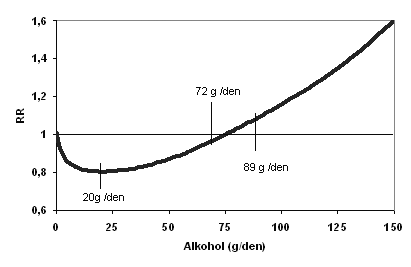 1,6
1,4
1,2
1
0,8
0,6
RR
72 g /den
89 g /den
20g /den
0 25 50 75 100 125 150
Alkohol (g/den)